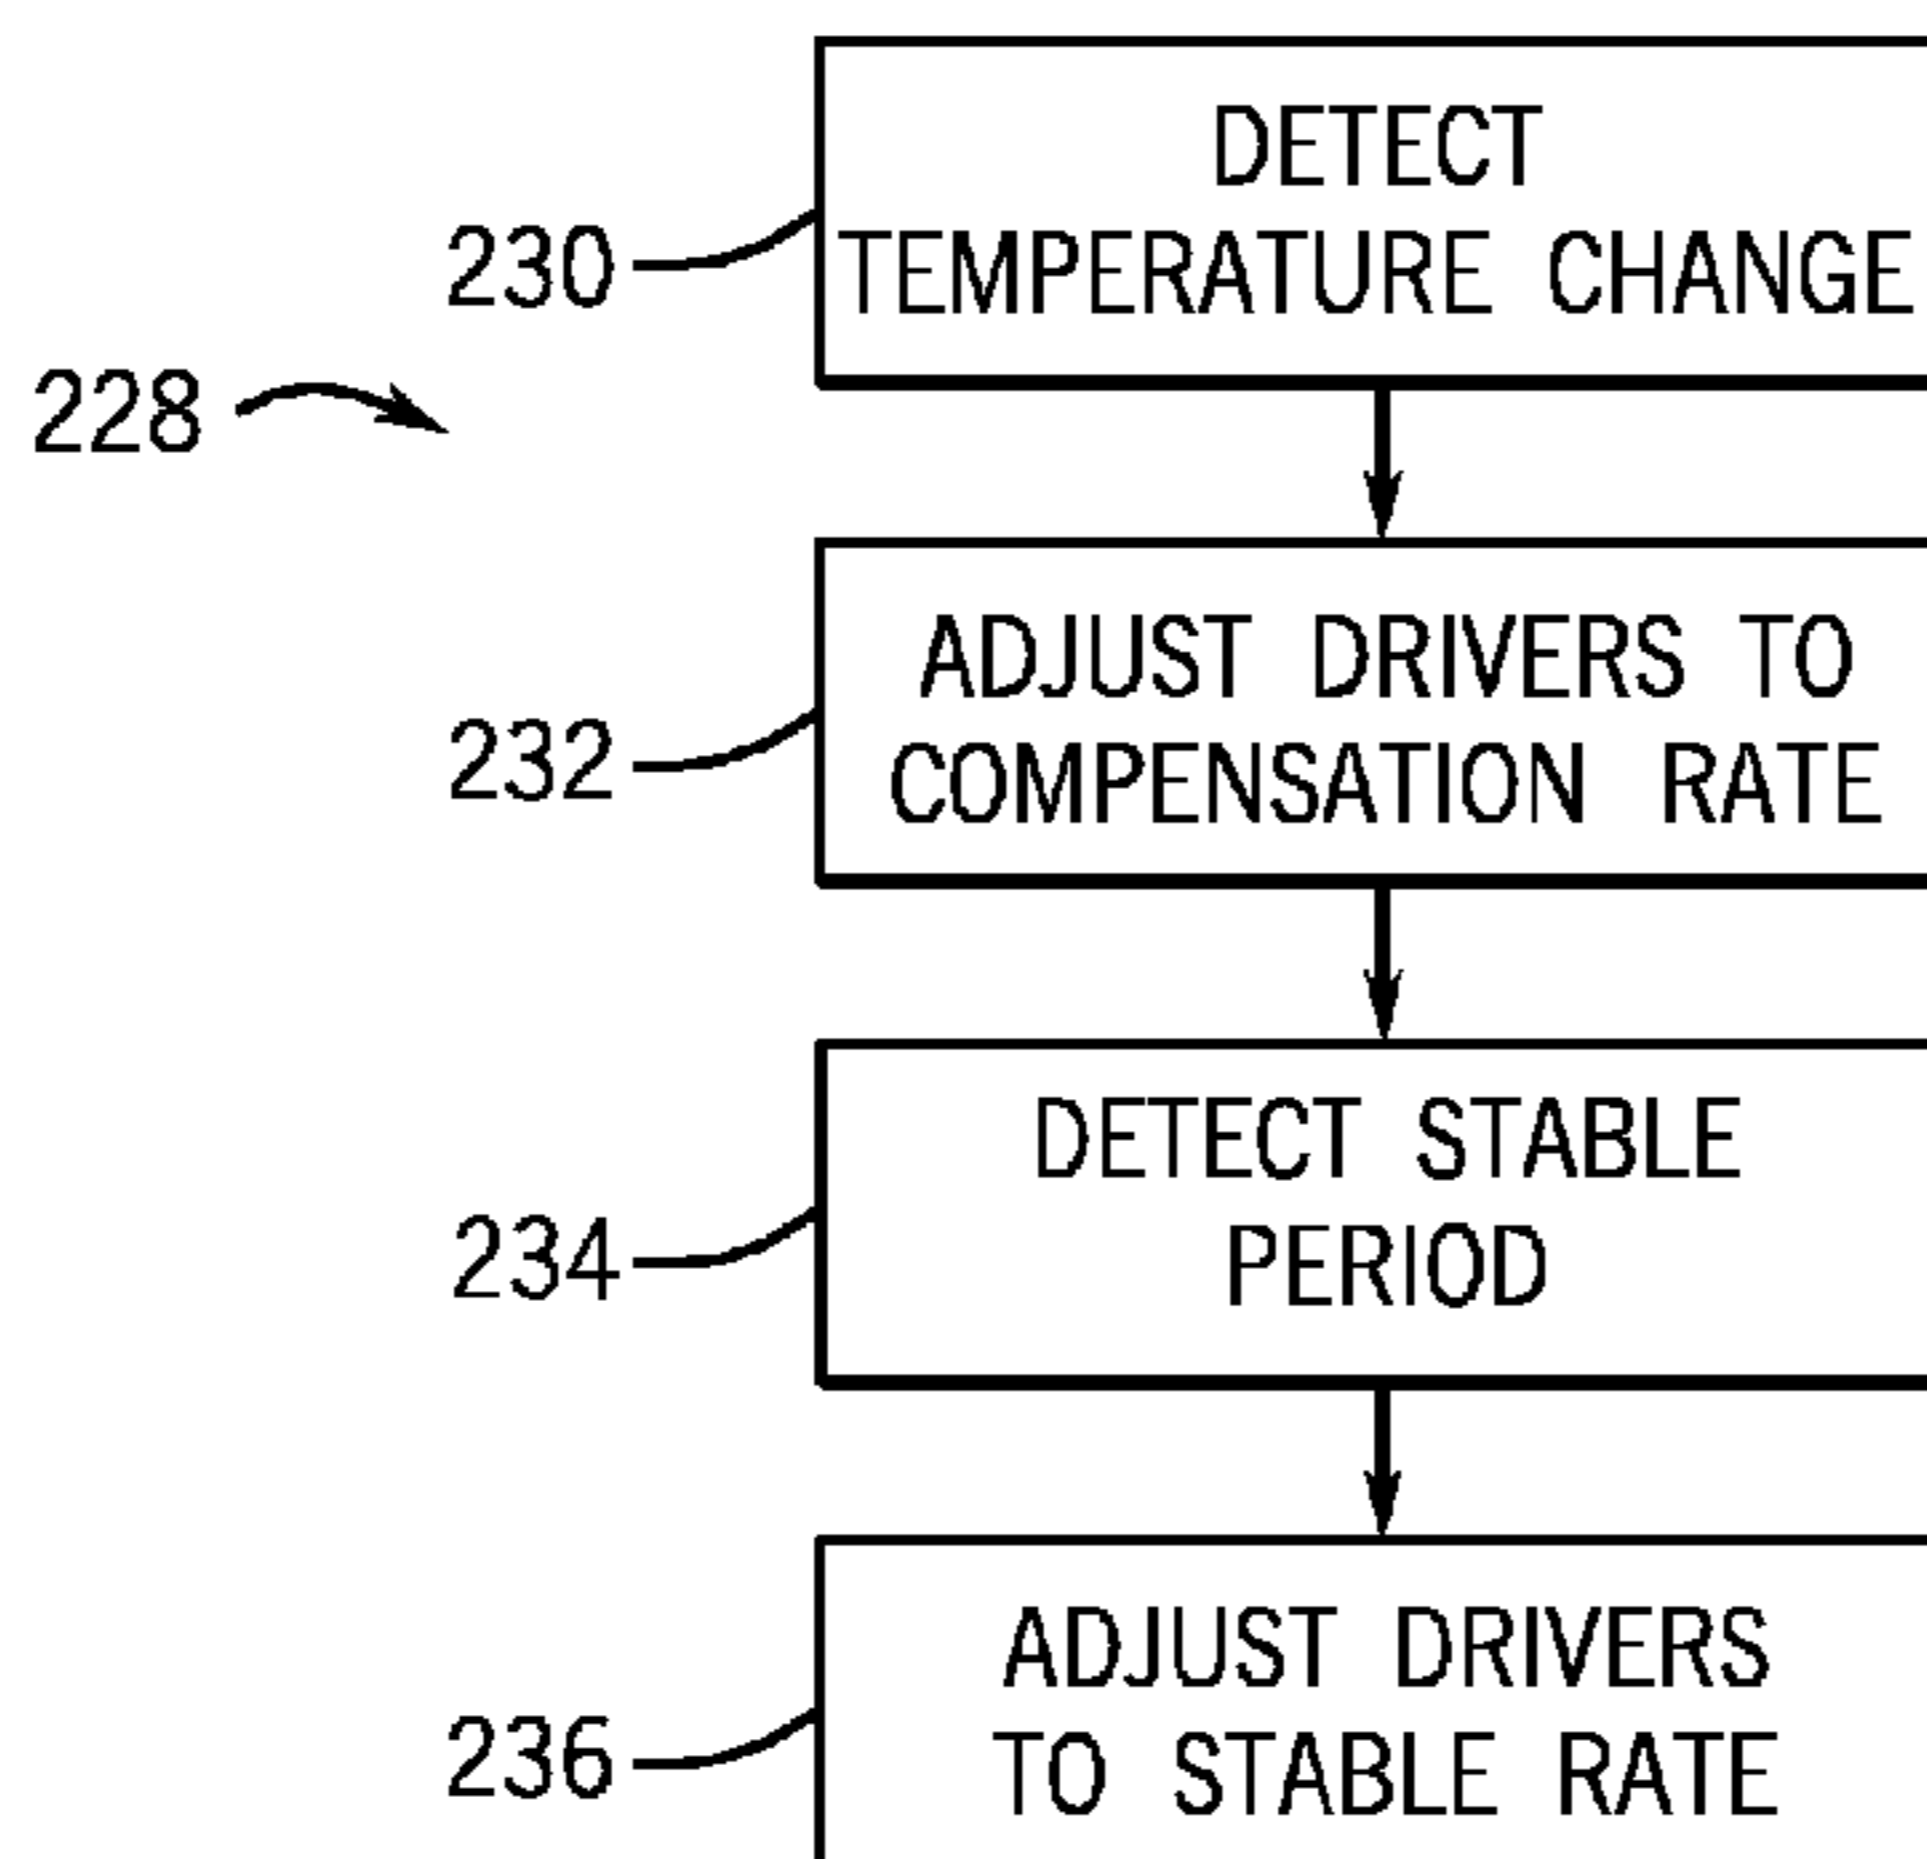 DETECT
TEMPERATURE CHANGE
230
228
ADJUST DRIVERS TO
COMPENSATION RATE
232
DETECT STABLE
PERIOD
234
ADJUST DRIVERS
TO STABLE RATE
236